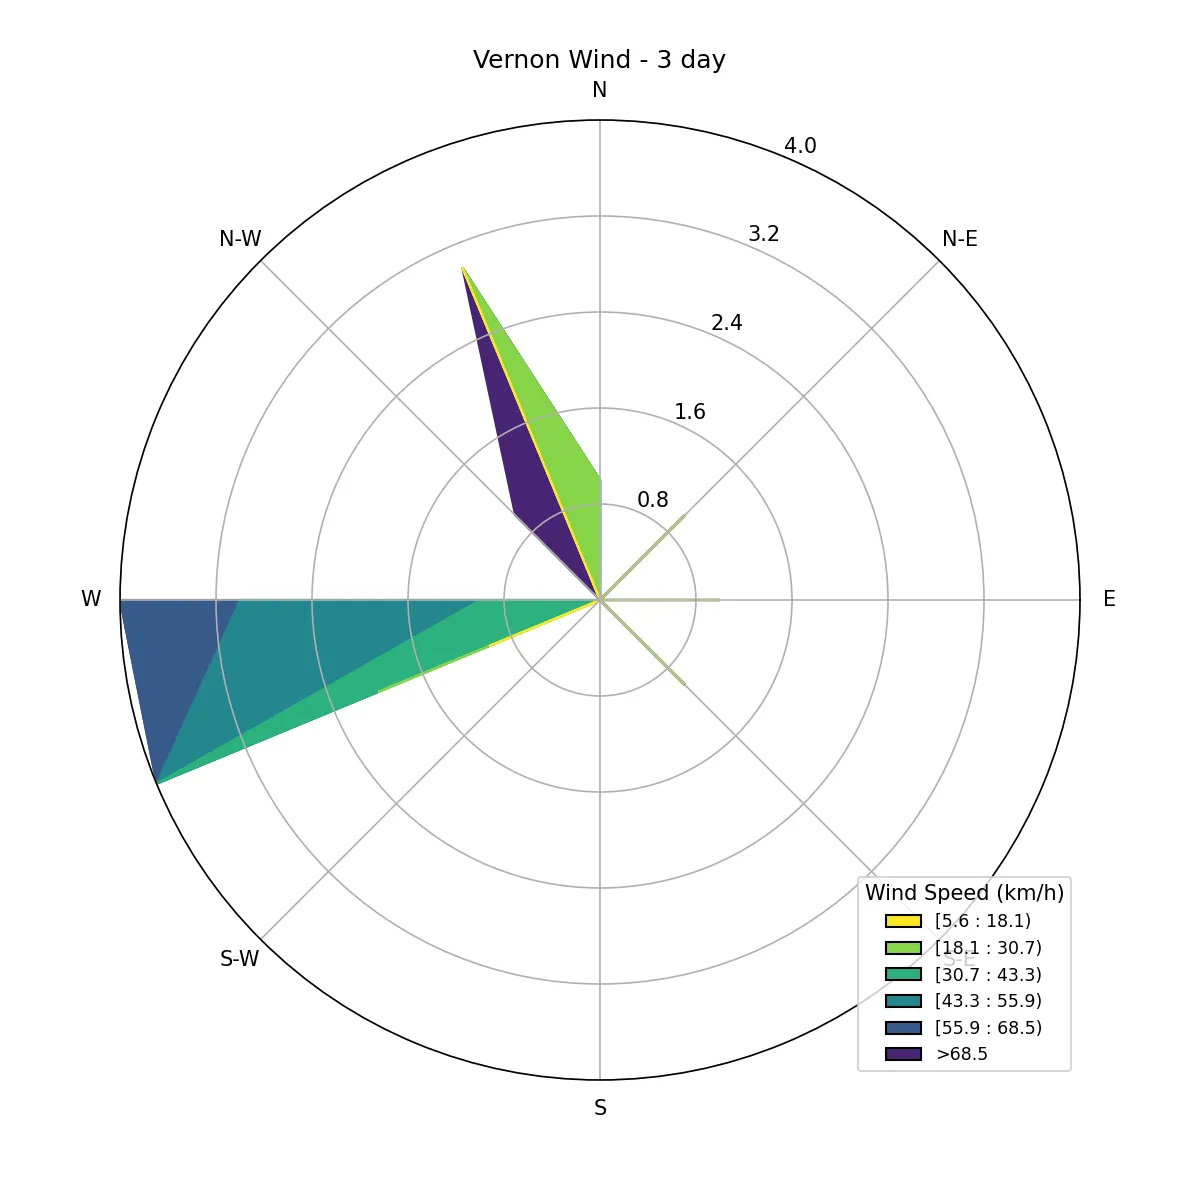 Vernon Wind - 3 day
N
4.0
N-W
3.2
N-E
2.4
1.6
0.8
W
E
Wind Speed (km/h)
[5.6 : 18.1)
[18.1 : 30.7)
S-W
S-E
[30.7 : 43.3)
[43.3 : 55.9)
[55.9 : 68.5)
>68.5
S